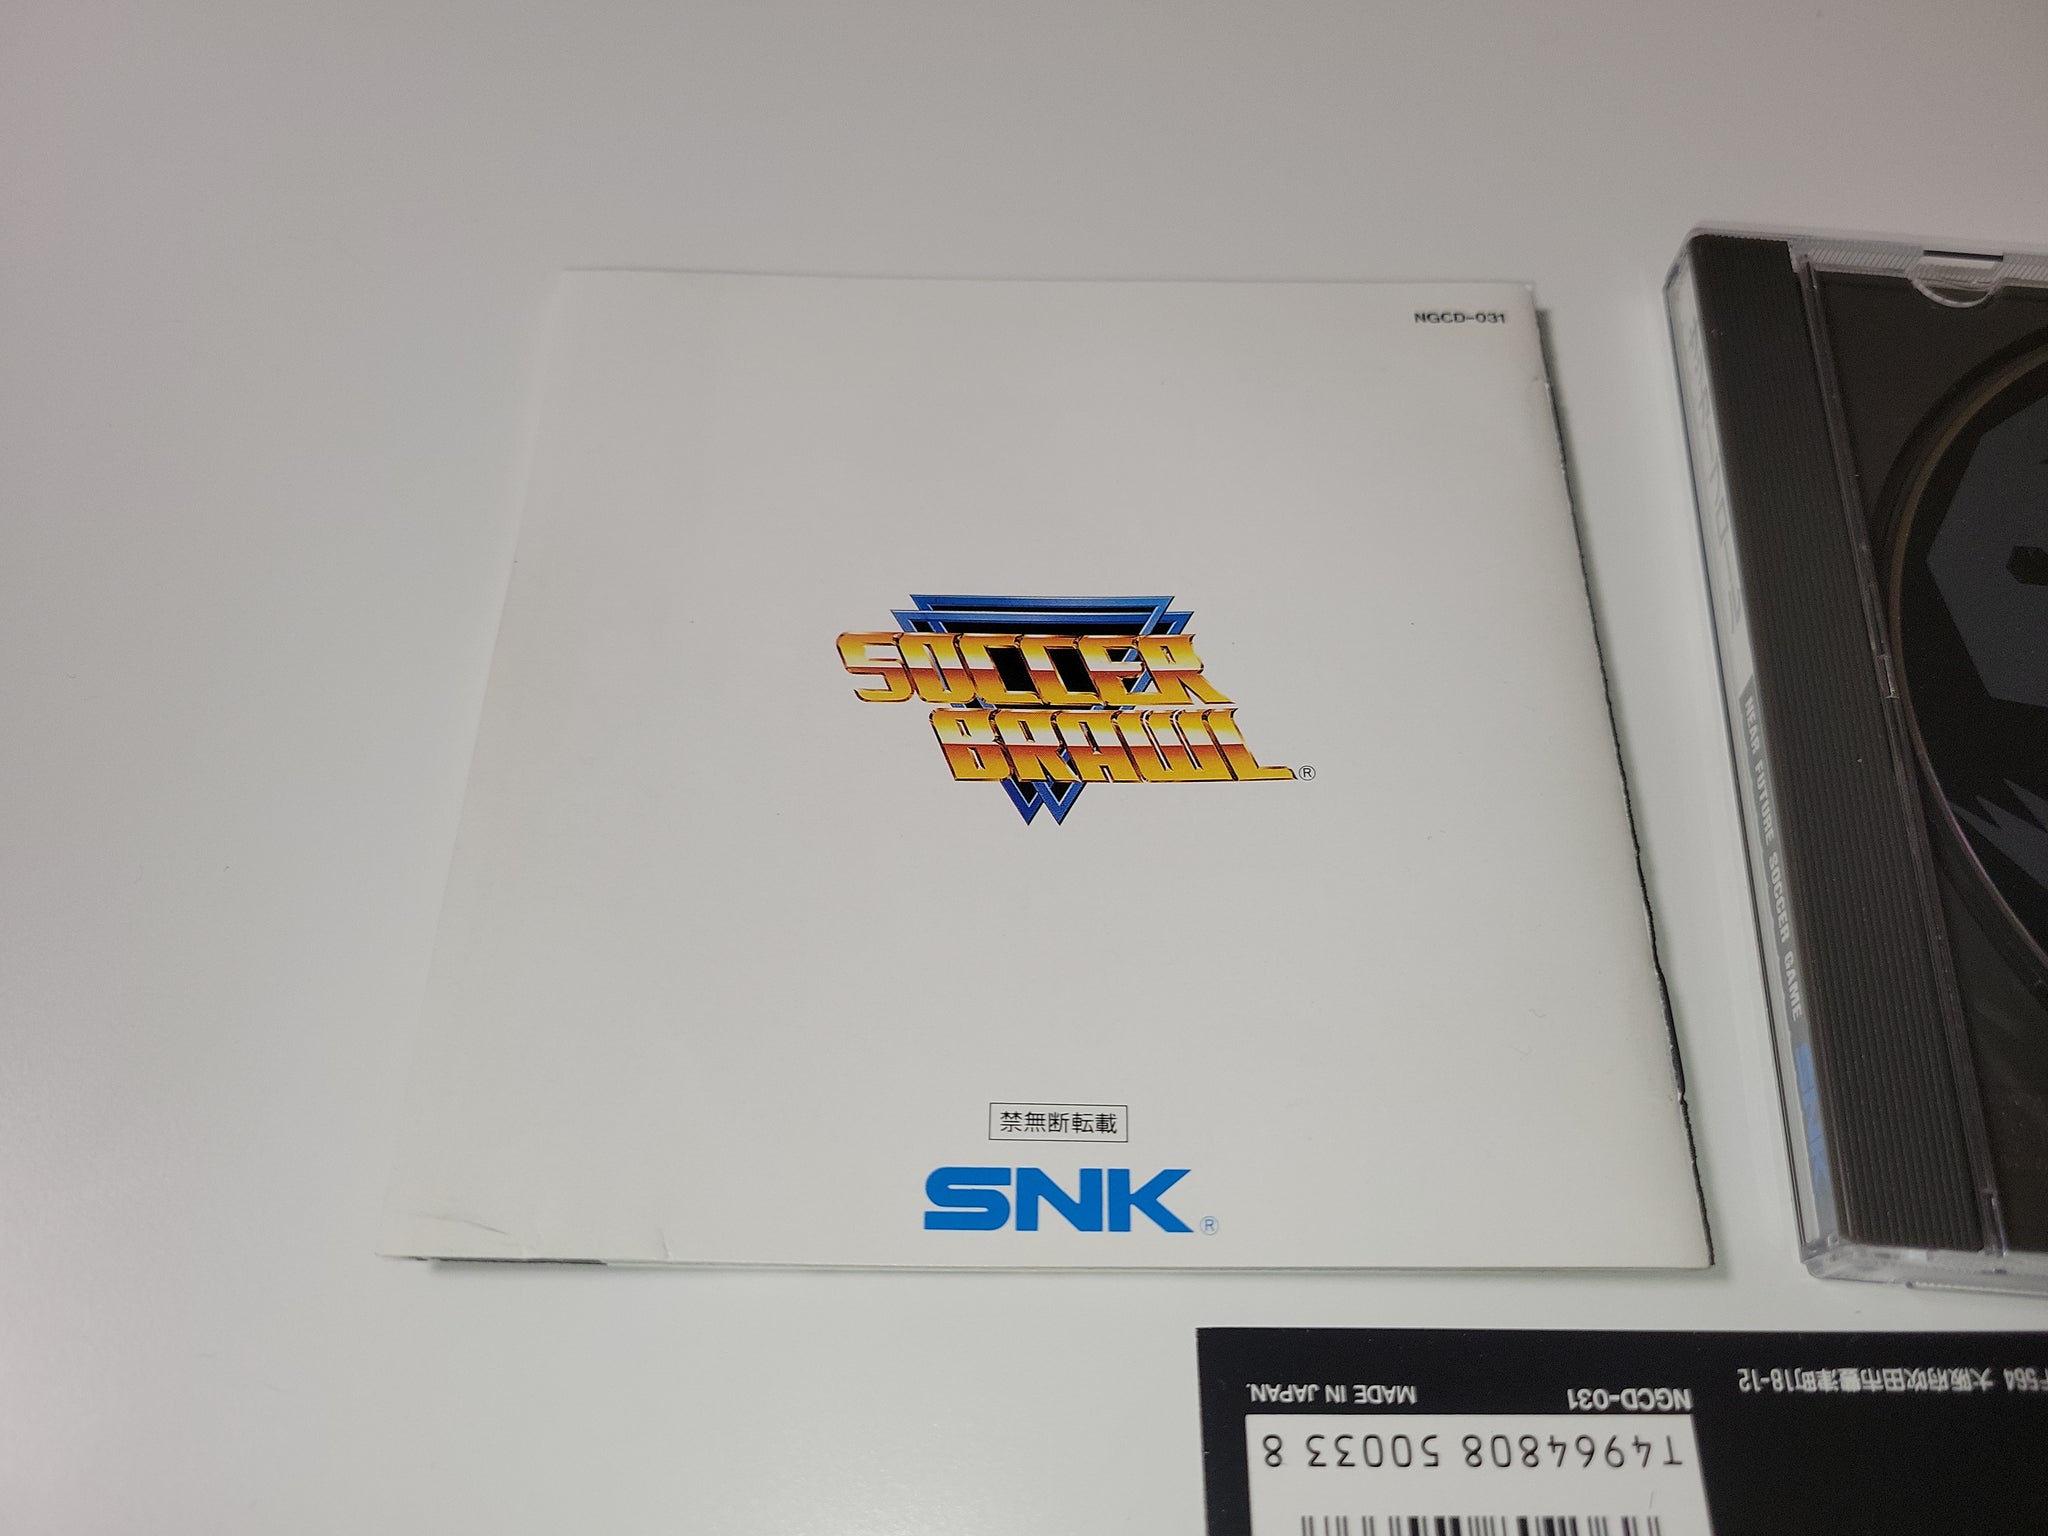 NGCD-031
SOCCER
BRAWL®
禁無断転載
SNK®
NEAR FUTURE SOCCER GAME
SNK
564 大阪府吹田市豊津町18-12
NGCD-031 MADE IN JAPAN.
T4964808 50033 8